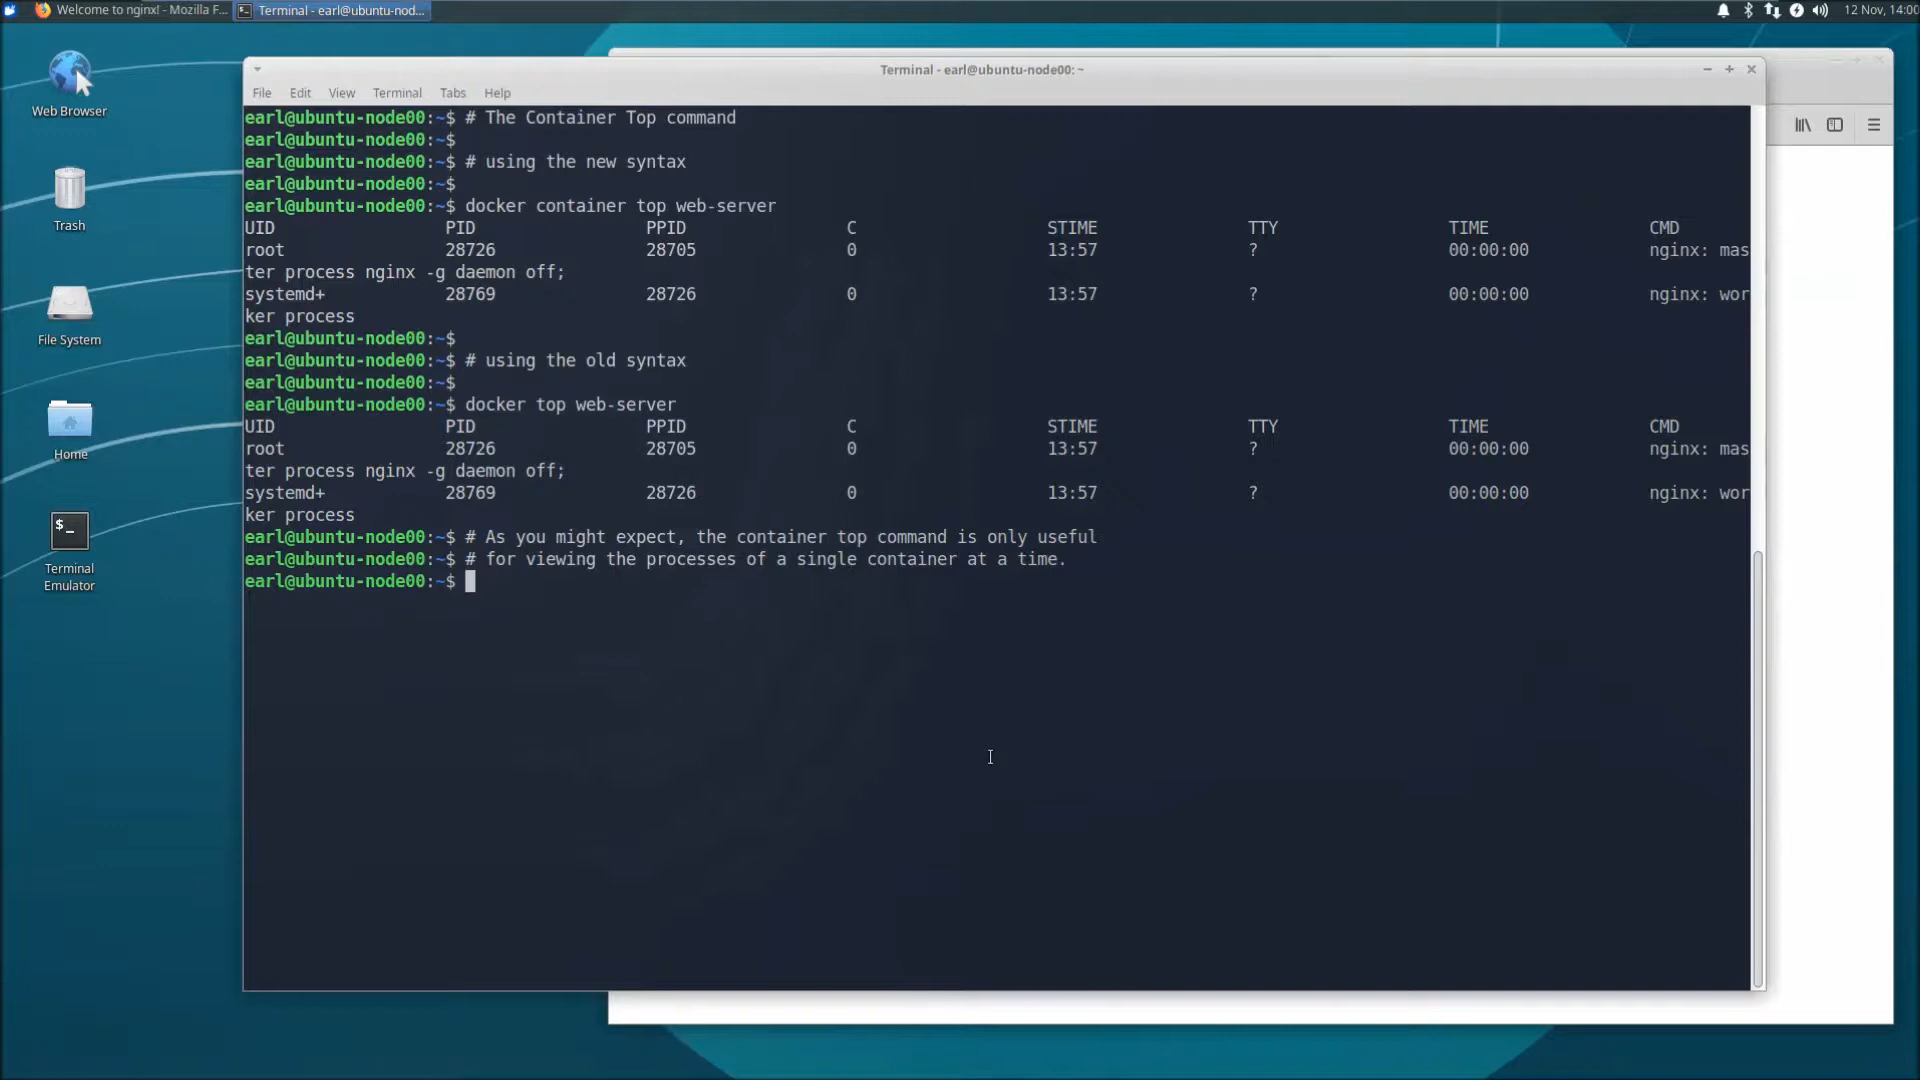 Welcome to nginx! - Mozilla F...
Terminal - earl@ubuntu-nod...
12 Nov, 14:00
Web Browser
Trash
File System
Home
$_
Terminal
Emulator
Terminal - earl@ubuntu-node00: ~
File Edit View Terminal Tabs Help
earl@ubuntu-node00:~$ # The Container Top command
earl@ubuntu-node00:~$
earl@ubuntu-node00:~$ # using the new syntax
earl@ubuntu-node00:~$
earl@ubuntu-node00:~$ docker container top web-server
UID PID PPID C STIME TTY TIME CMD
root 28726 28705 0 13:57 ? 00:00:00 nginx: mas
ter process nginx -g daemon off;
systemd+ 28769 28726 0 13:57 ? 00:00:00 nginx: wor
ker process
earl@ubuntu-node00:~$
earl@ubuntu-node00:~$ # using the old syntax
earl@ubuntu-node00:~$
earl@ubuntu-node00:~$ docker top web-server
UID PID PPID C STIME TTY TIME CMD
root 28726 28705 0 13:57 ? 00:00:00 nginx: mas
ter process nginx -g daemon off;
systemd+ 28769 28726 0 13:57 ? 00:00:00 nginx: wor
ker process
earl@ubuntu-node00:~$ # As you might expect, the container top command is only useful
earl@ubuntu-node00:~$ # for viewing the processes of a single container at a time.
earl@ubuntu-node00:~$